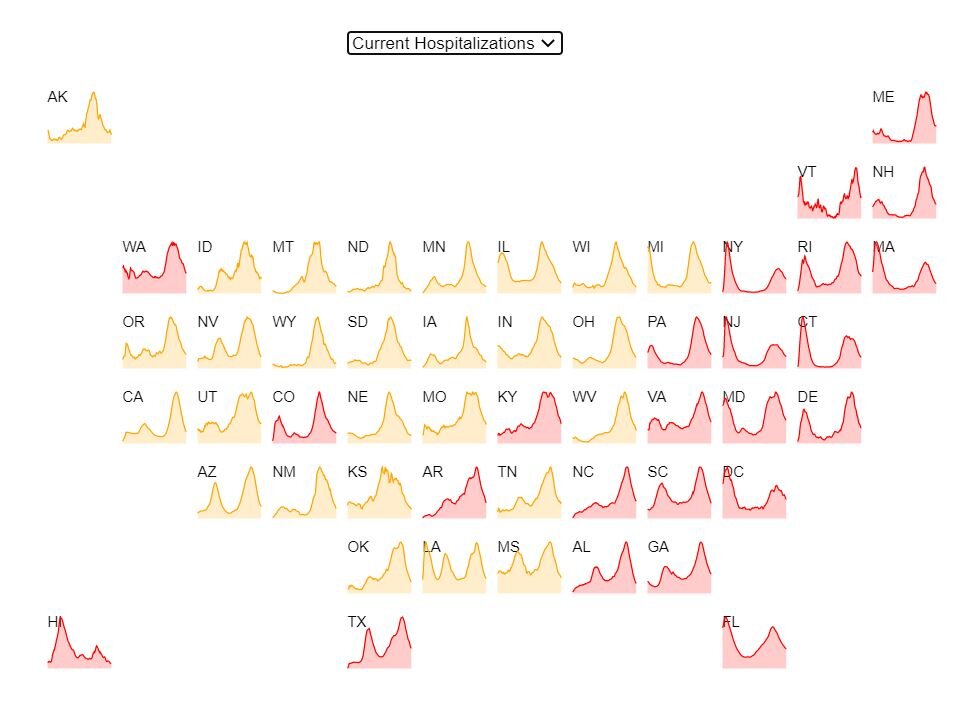 Current Hospitalizations
AK ME
VT NH
WA ID MT ND MN IL WI MI NY RI MA
OR NV WY SD IA IN OH PA NJ CT
CA UT CO NE MO KY WV VA MD DE
AZ NM KS AR TN NC SC DC
OK LA MS AL GA
HI TX FL